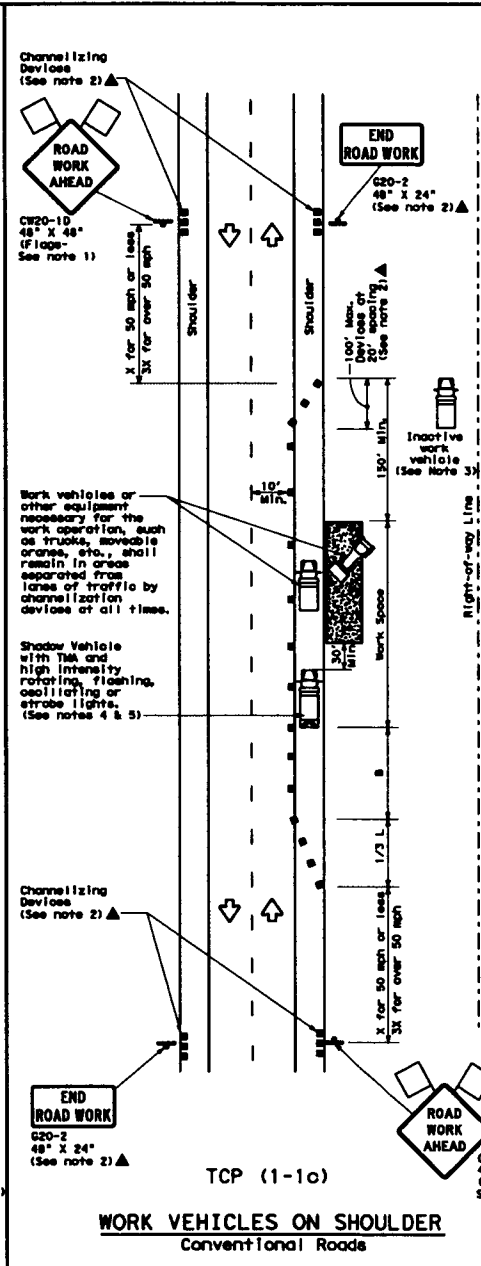 Channelizing
Devices
(See note 2) ▲
ROAD
WORK
AHEAD
CW20-1D
48" X 48"
(Flags-
See note 1)
END
ROAD WORK
G20-2
48" X 24"
(See note 2) ▲
X for 50 mph or less
3X for over 50 mph
Shoulder
Shoulder
100' Max.
Devices at
20' spacing
(See note 2) ▲
150' Min.
Inactive
work
vehicle
(See Note 3)
Right-of-way Line
10'
Min.
Work vehicles or
other equipment
necessary for the
work operation, such
as trucks, moveable
cranes, etc., shall
remain in areas
separated from
lanes of traffic by
channelization
devices at all times.
Work Space
30'
Min.
Shadow Vehicle
with TMA and
high intensity
rotating, flashing,
oscillating or
strobe lights.
(See notes 4 & 5)
B
1/3 L
Channelizing
Devices
(See note 2) ▲
X for 50 mph or less
3X for over 50 mph
END
ROAD WORK
G20-2
48" X 24"
(See note 2) ▲
ROAD
WORK
AHEAD
TCP (1-1c)
WORK VEHICLES ON SHOULDER
Conventional Roads